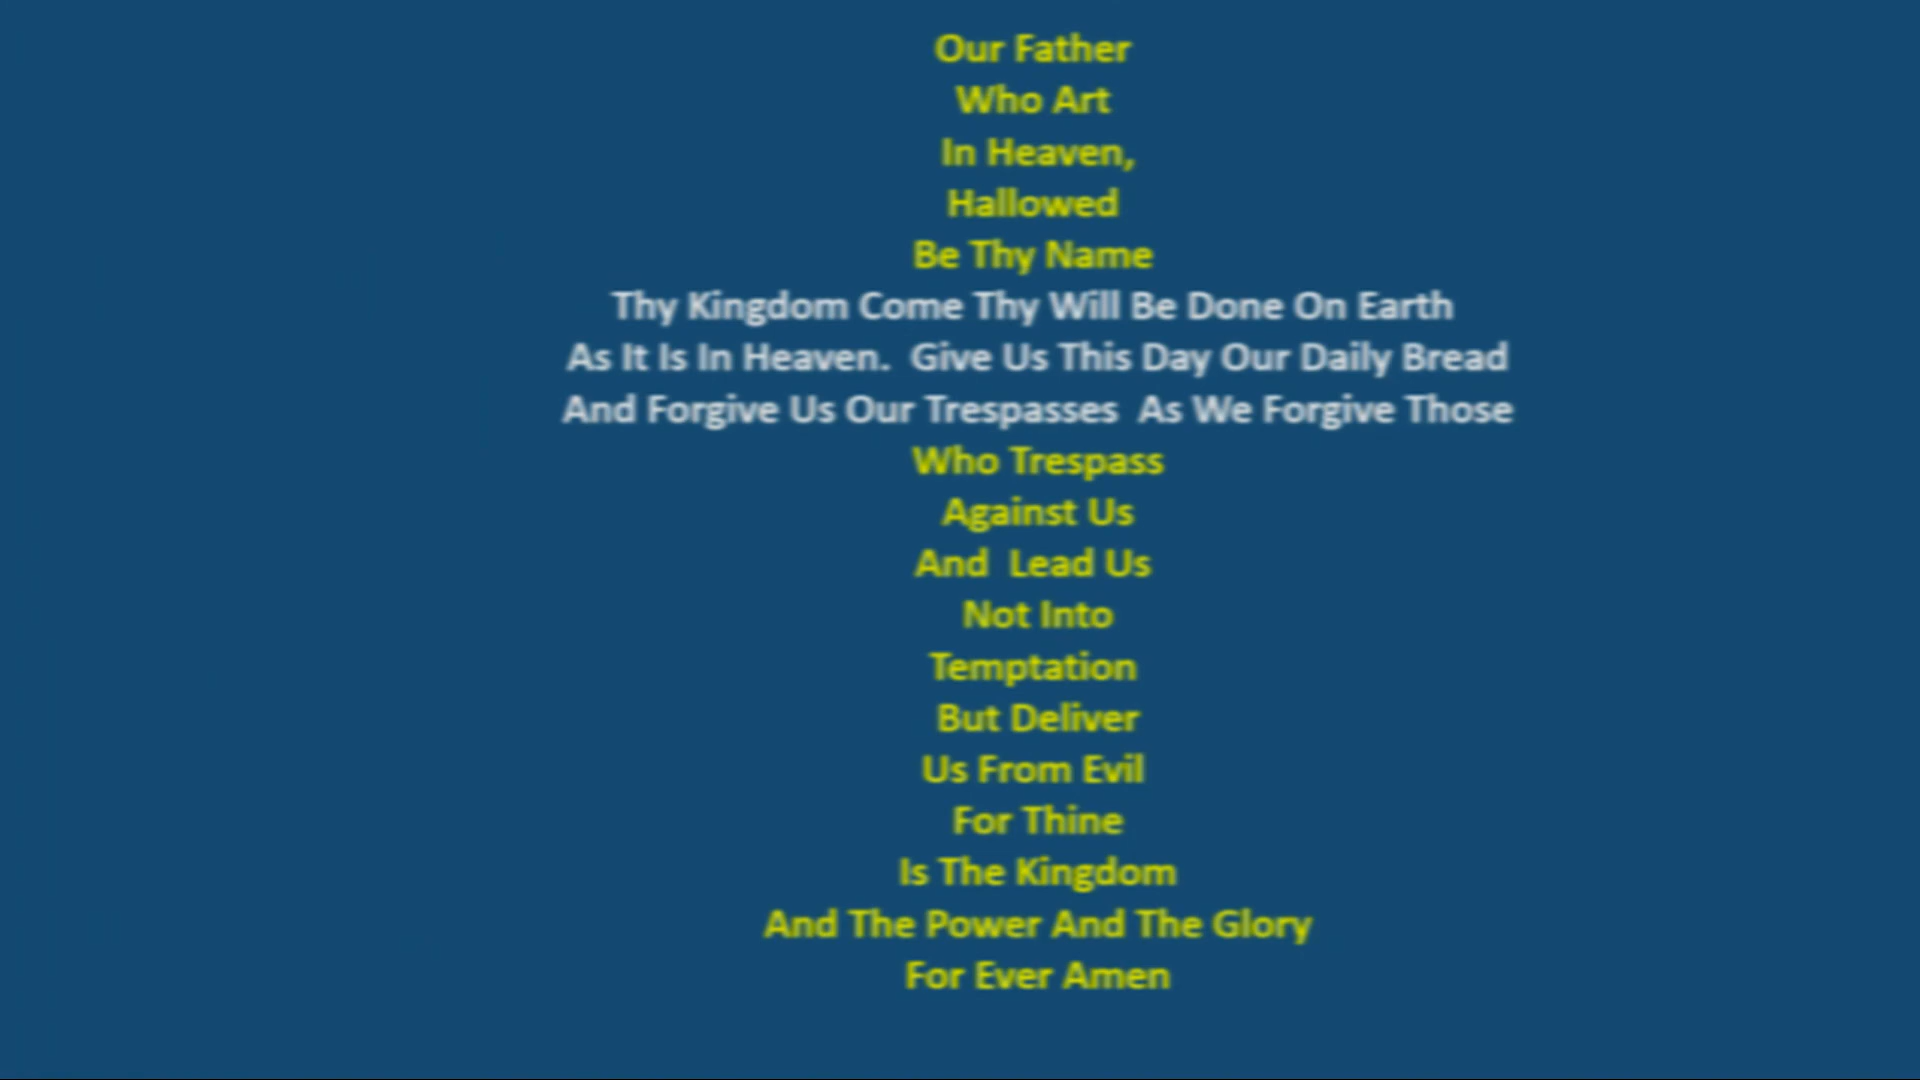 Our Father
Who Art
In Heaven,
Hallowed
Be Thy Name
Thy Kingdom Come Thy Will Be Done On Earth
As It Is In Heaven.  Give Us This Day Our Daily Bread
And Forgive Us Our Trespasses  As We Forgive Those
Who Trespass
Against Us
And  Lead Us
Not Into
Temptation
But Deliver
Us From Evil
For Thine
Is The Kingdom
And The Power And The Glory
For Ever Amen